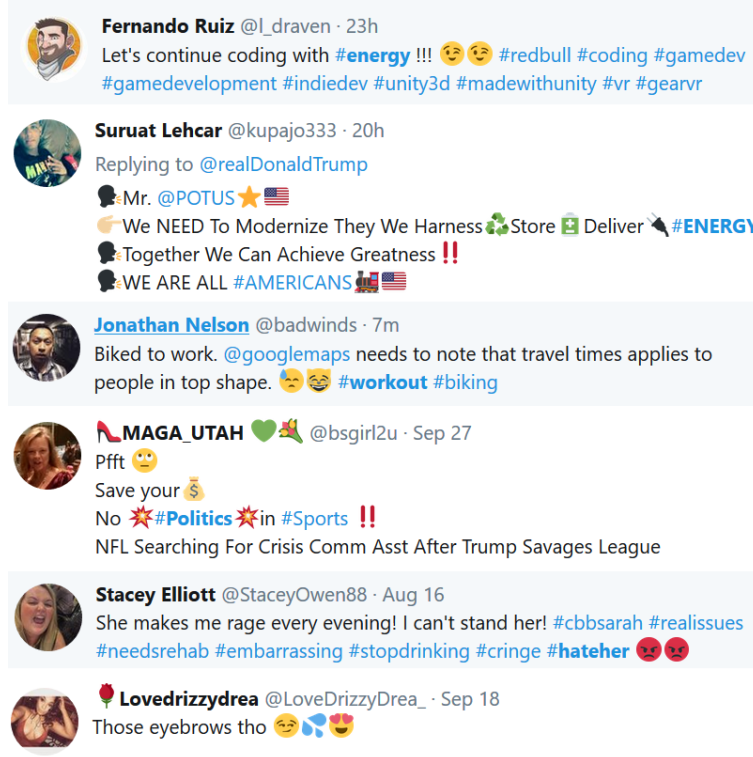 Fernando Ruiz @l_draven · 23h
Let's continue coding with #energy !!! 😉😉 #redbull #coding #gamedev
#gamedevelopment #indiedev #unity3d #madewithunity #vr #gearvr
Suruat Lehcar @kupajo333 · 20h
Replying to @realDonaldTrump
🗣Mr. @POTUS⭐🇺🇸
👉🏼We NEED To Modernize They We Harness♻Store🔋Deliver🔌#ENERGY
🗣Together We Can Achieve Greatness‼
🗣WE ARE ALL #AMERICANS🚂🇺🇸
Jonathan Nelson @badwinds · 7m
Biked to work. @googlemaps needs to note that travel times applies to
people in top shape. 😓😸 #workout #biking
👠MAGA_UTAH 💚💐 @bsgirl2u · Sep 27
Pfft 🙄
Save your💰
No 💥#Politics💥in #Sports ‼
NFL Searching For Crisis Comm Asst After Trump Savages League
Stacey Elliott @StaceyOwen88 · Aug 16
She makes me rage every evening! I can't stand her! #cbbsarah #realissues
#needsrehab #embarrassing #stopdrinking #cringe #hateher 😡😡
🌹Lovedrizzydrea @LoveDrizzyDrea_ · Sep 18
Those eyebrows tho 😏💦😍